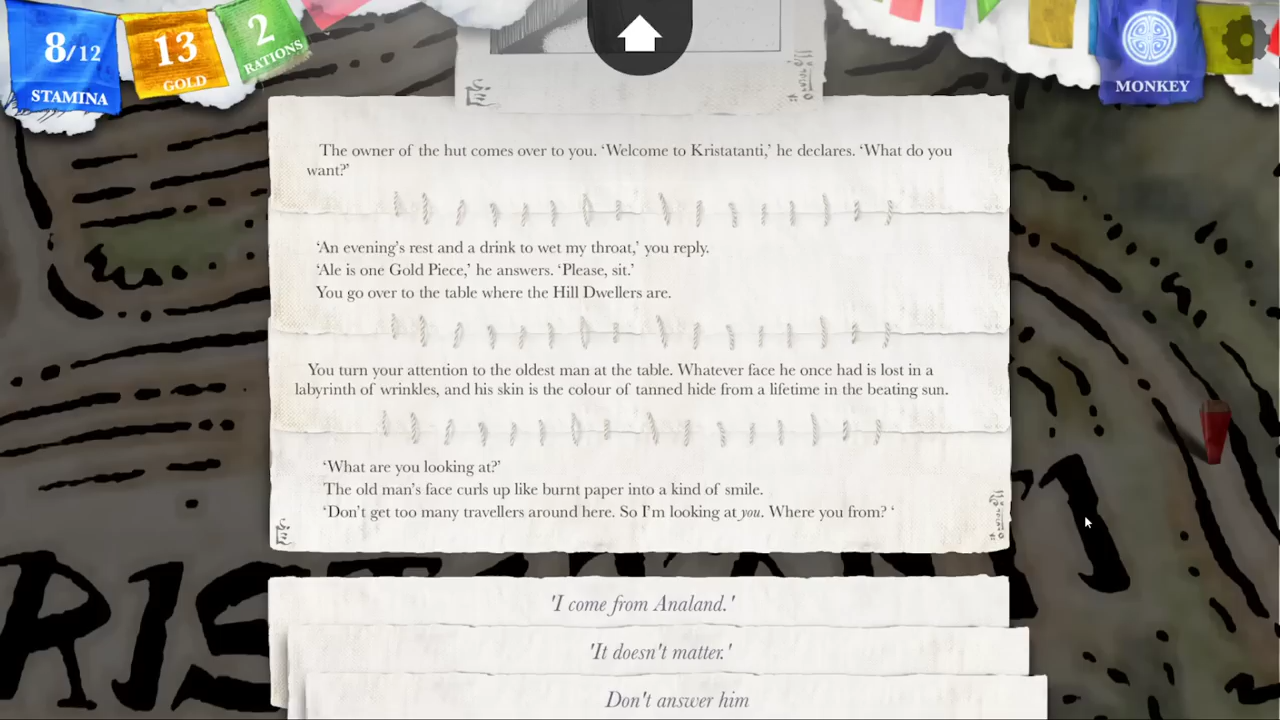 8/12
STAMINA
13
GOLD
2
RATIONS
MONKEY
The owner of the hut comes over to you. ‘Welcome to Kristatanti,’ he declares. ‘What do you
want?’
‘An evening’s rest and a drink to wet my throat,’ you reply.
‘Ale is one Gold Piece,’ he answers. ‘Please, sit.’
You go over to the table where the Hill Dwellers are.
You turn your attention to the oldest man at the table. Whatever face he once had is lost in a
labyrinth of wrinkles, and his skin is the colour of tanned hide from a lifetime in the beating sun.
‘What are you looking at?’
The old man’s face curls up like burnt paper into a kind of smile.
‘Don’t get too many travellers around here. So I’m looking at you. Where you from? ‘
'I come from Analand.'
'It doesn't matter.'
Don't answer him